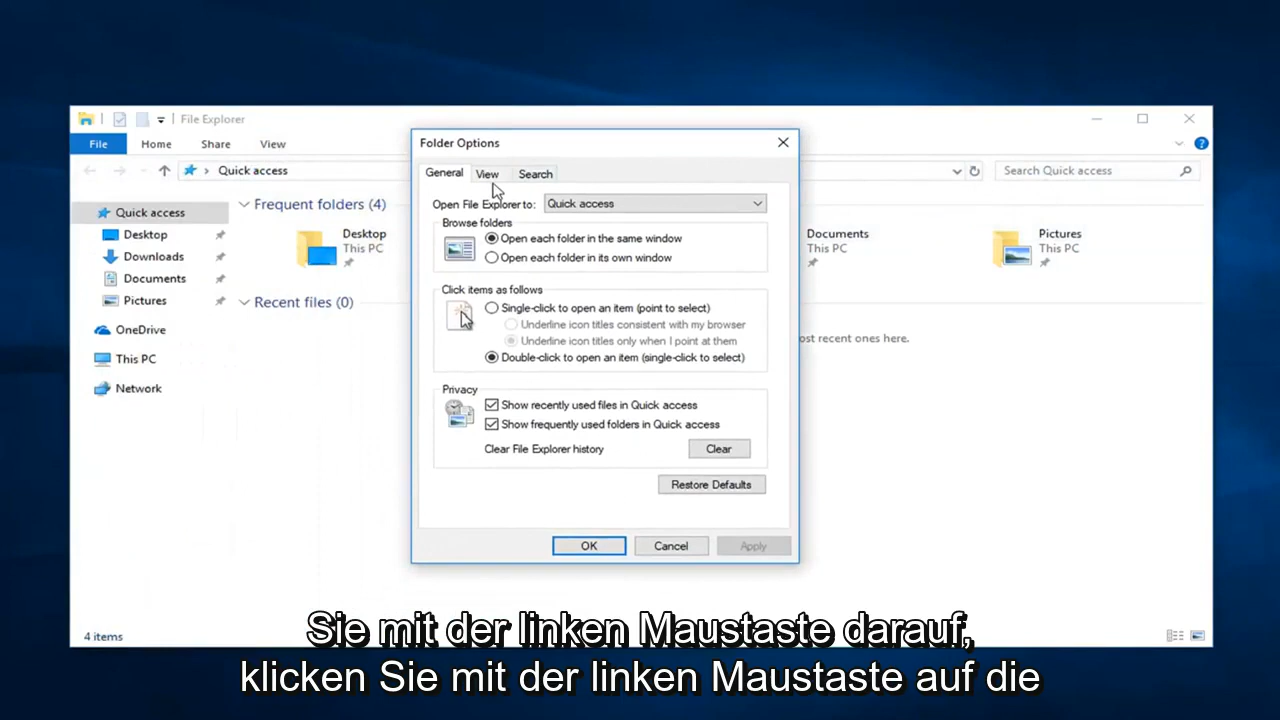 File Explorer
File Home Share View
Quick access
Search Quick access
Quick access
Desktop
Downloads
Documents
Pictures
OneDrive
This PC
Network
Frequent folders (4)
Desktop
This PC
Documents
This PC
Pictures
This PC
Recent files (0)
ost recent ones here.
4 items
Folder Options
General View Search
Open File Explorer to: Quick access
Browse folders
Open each folder in the same window
Open each folder in its own window
Click items as follows
Single-click to open an item (point to select)
Underline icon titles consistent with my browser
Underline icon titles only when I point at them
Double-click to open an item (single-click to select)
Privacy
Show recently used files in Quick access
Show frequently used folders in Quick access
Clear File Explorer history Clear
Restore Defaults
OK Cancel Apply
Sie mit der linken Maustaste darauf,
klicken Sie mit der linken Maustaste auf die